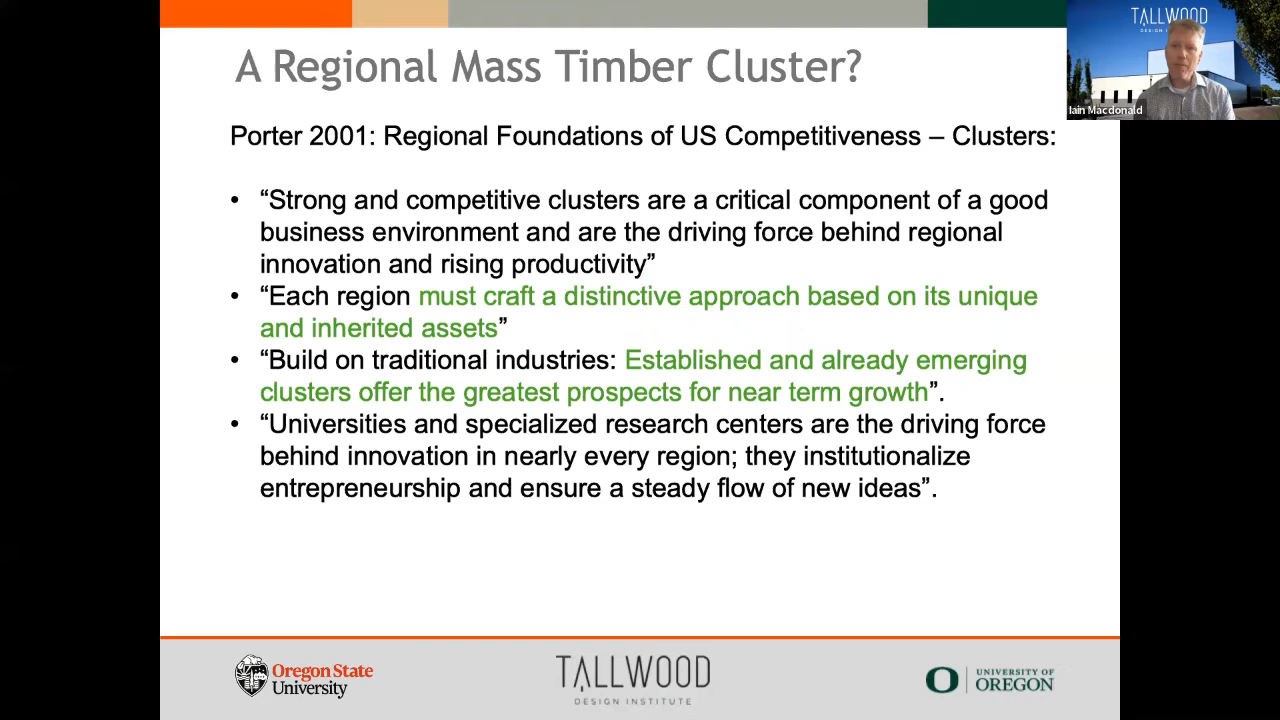 A Regional Mass Timber Cluster?
TALLWOOD
DESIGN INSTITUTE
Iain Macdonald
Porter 2001: Regional Foundations of US Competitiveness – Clusters:
• “Strong and competitive clusters are a critical component of a good
business environment and are the driving force behind regional
innovation and rising productivity”
• “Each region must craft a distinctive approach based on its unique
and inherited assets”
• “Build on traditional industries: Established and already emerging
clusters offer the greatest prospects for near term growth”.
• “Universities and specialized research centers are the driving force
behind innovation in nearly every region; they institutionalize
entrepreneurship and ensure a steady flow of new ideas”.
Oregon State
University
TALLWOOD
DESIGN INSTITUTE
O
UNIVERSITY OF
OREGON